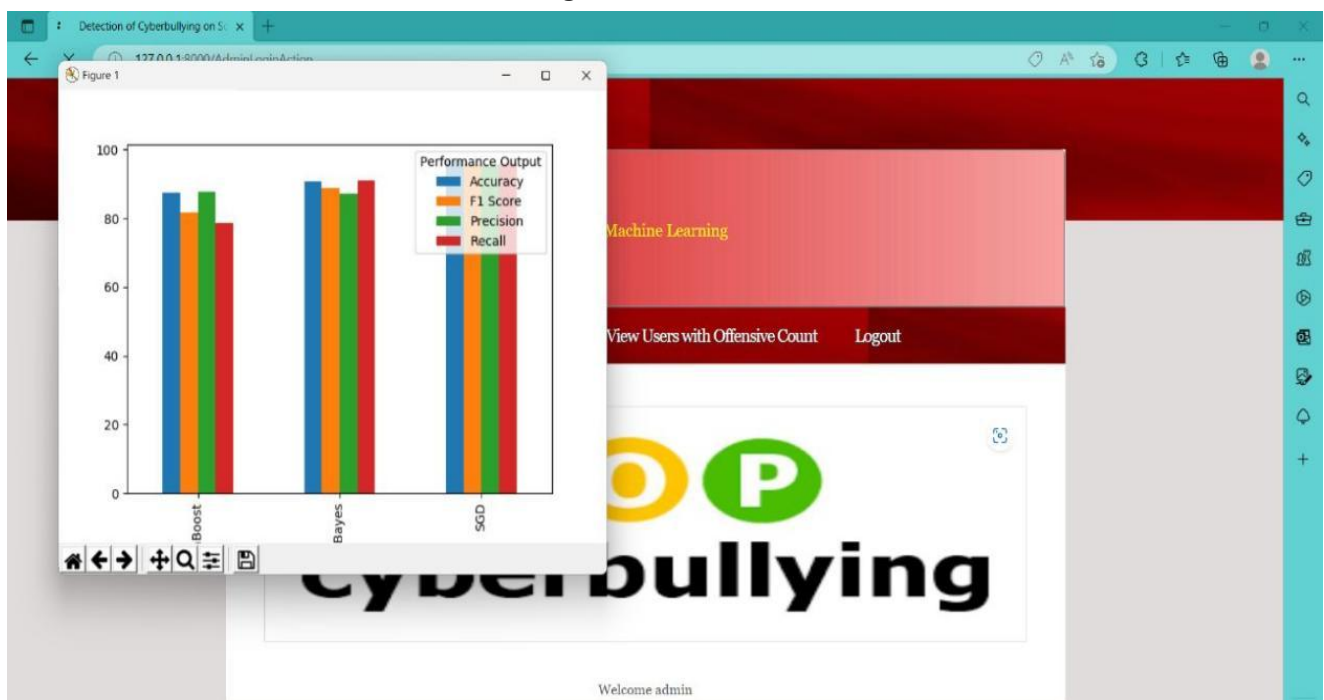 Detection of Cyberbullying on So
127.0.0.1:8000/AdminLoginAction
Figure 1
100
80
60
40
20
0
Performance Output
Accuracy
F1 Score
Precision
Recall
Boost
Bayes
SGD
Machine Learning
View Users with Offensive Count
Logout
OP
cyberbullying
Welcome admin